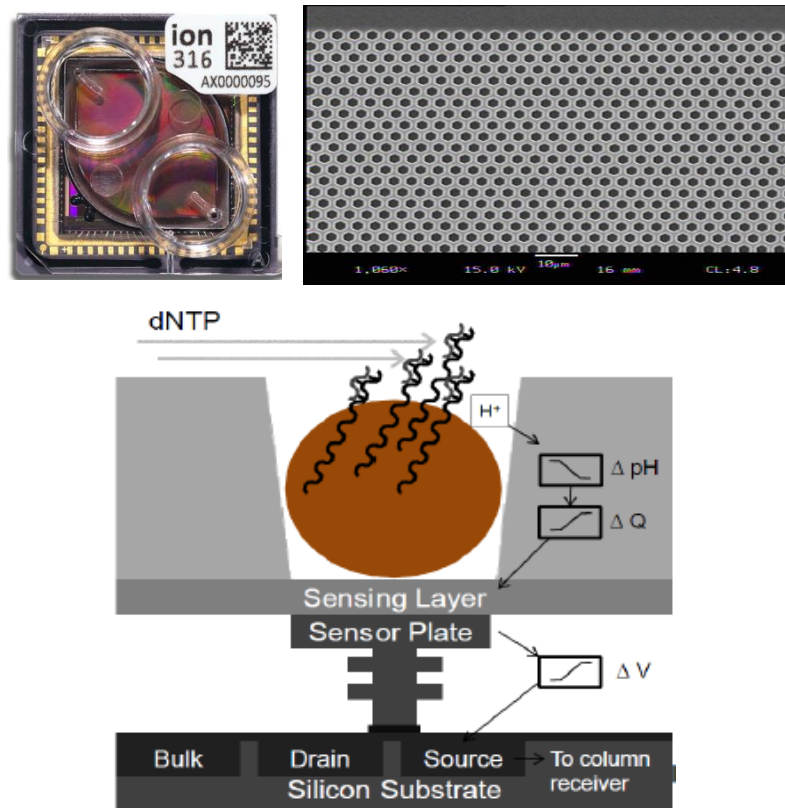 ion
316
AX0000095
1,060X 15.0 kV 10µm 16 mm CL:4.8
dNTP
H⁺
Δ pH
Δ Q
Sensing Layer
Sensor Plate
Δ V
Bulk Drain Source To column
receiver
Silicon Substrate